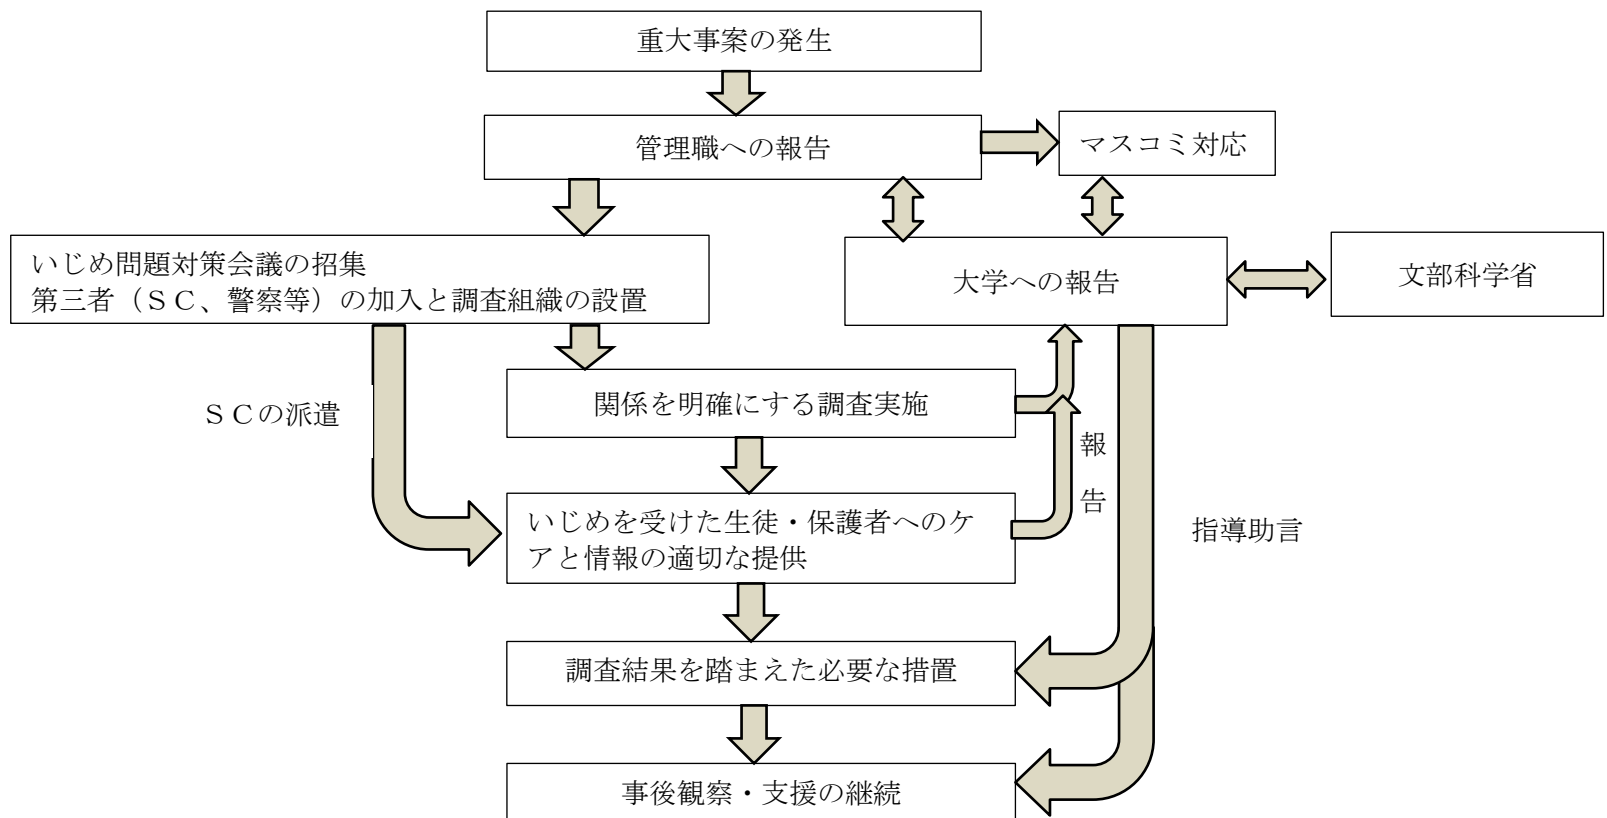 重大事案の発生
管理職への報告
マスコミ対応
いじめ問題対策会議の招集
第三者（ＳＣ、警察等）の加入と調査組織の設置
大学への報告
文部科学省
関係を明確にする調査実施
ＳＣの派遣
報
告
いじめを受けた生徒・保護者へのケ
アと情報の適切な提供
指導助言
調査結果を踏まえた必要な措置
事後観察・支援の継続